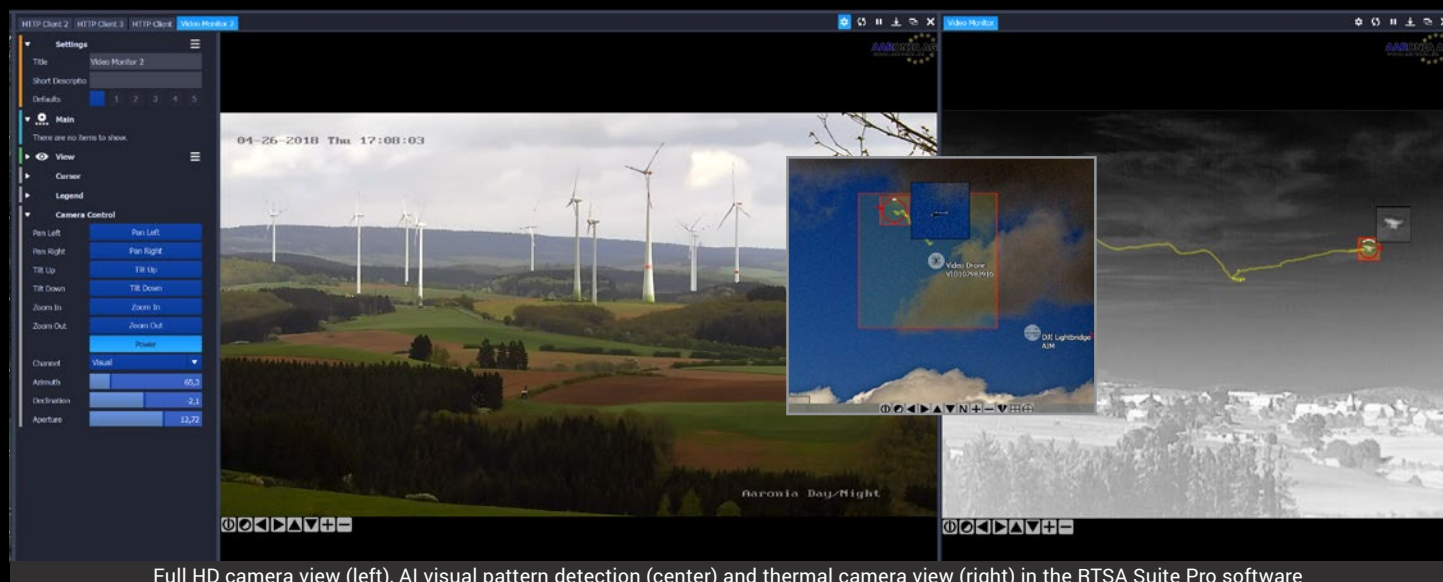 HTTP Client 2 HTTP Client 3 HTTP Client Video Monitor 2
Video Monitor
AARONIA AG
AARONIA AG
Settings
Title Video Monitor 2
Short Descriptio
Defaults 1 2 3 4 5
Main
There are no items to show.
View
Cursor
Legend
Camera Control
Pan Left Pan Left
Pan Right Pan Right
Tilt Up Tilt Up
Tilt Down Tilt Down
Zoom In Zoom In
Zoom Out Zoom Out
Power
Channel Visual
Azimuth 65,3
Declination -2,1
Aperture 12,72
04-26-2018 Thu 17:08:03
Video Drone
DJI Lightbridge
AIM
N
Aaronia Day/Night
Full HD camera view (left), AI visual pattern detection (center) and thermal camera view (right) in the RTSA Suite Pro software